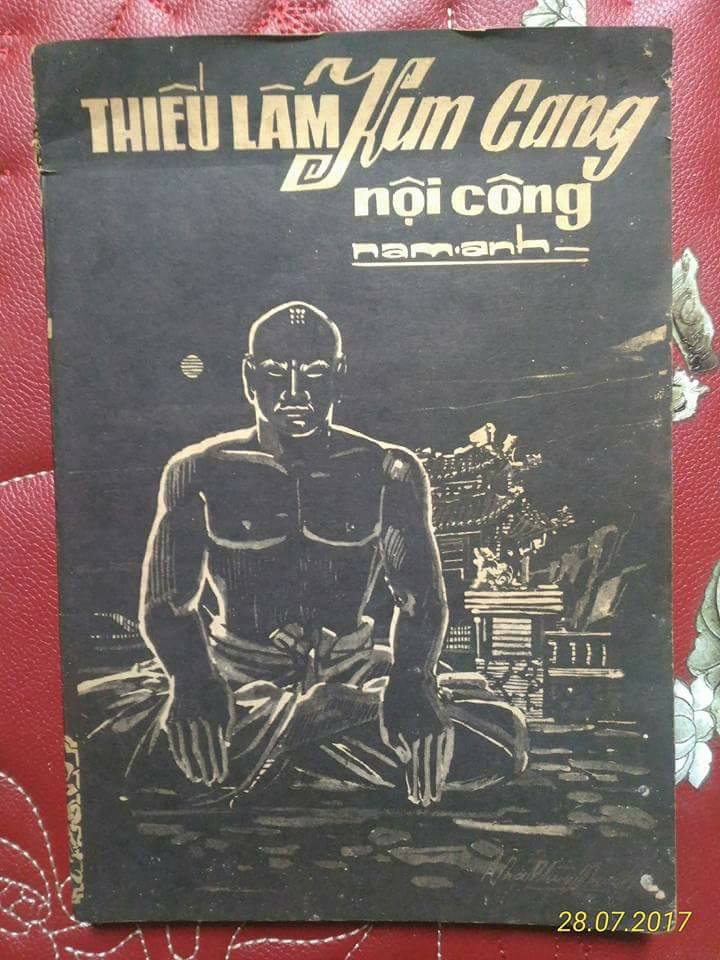 THIẾU LÂM Kim Cang
nội công
nam·anh
28.07.2017